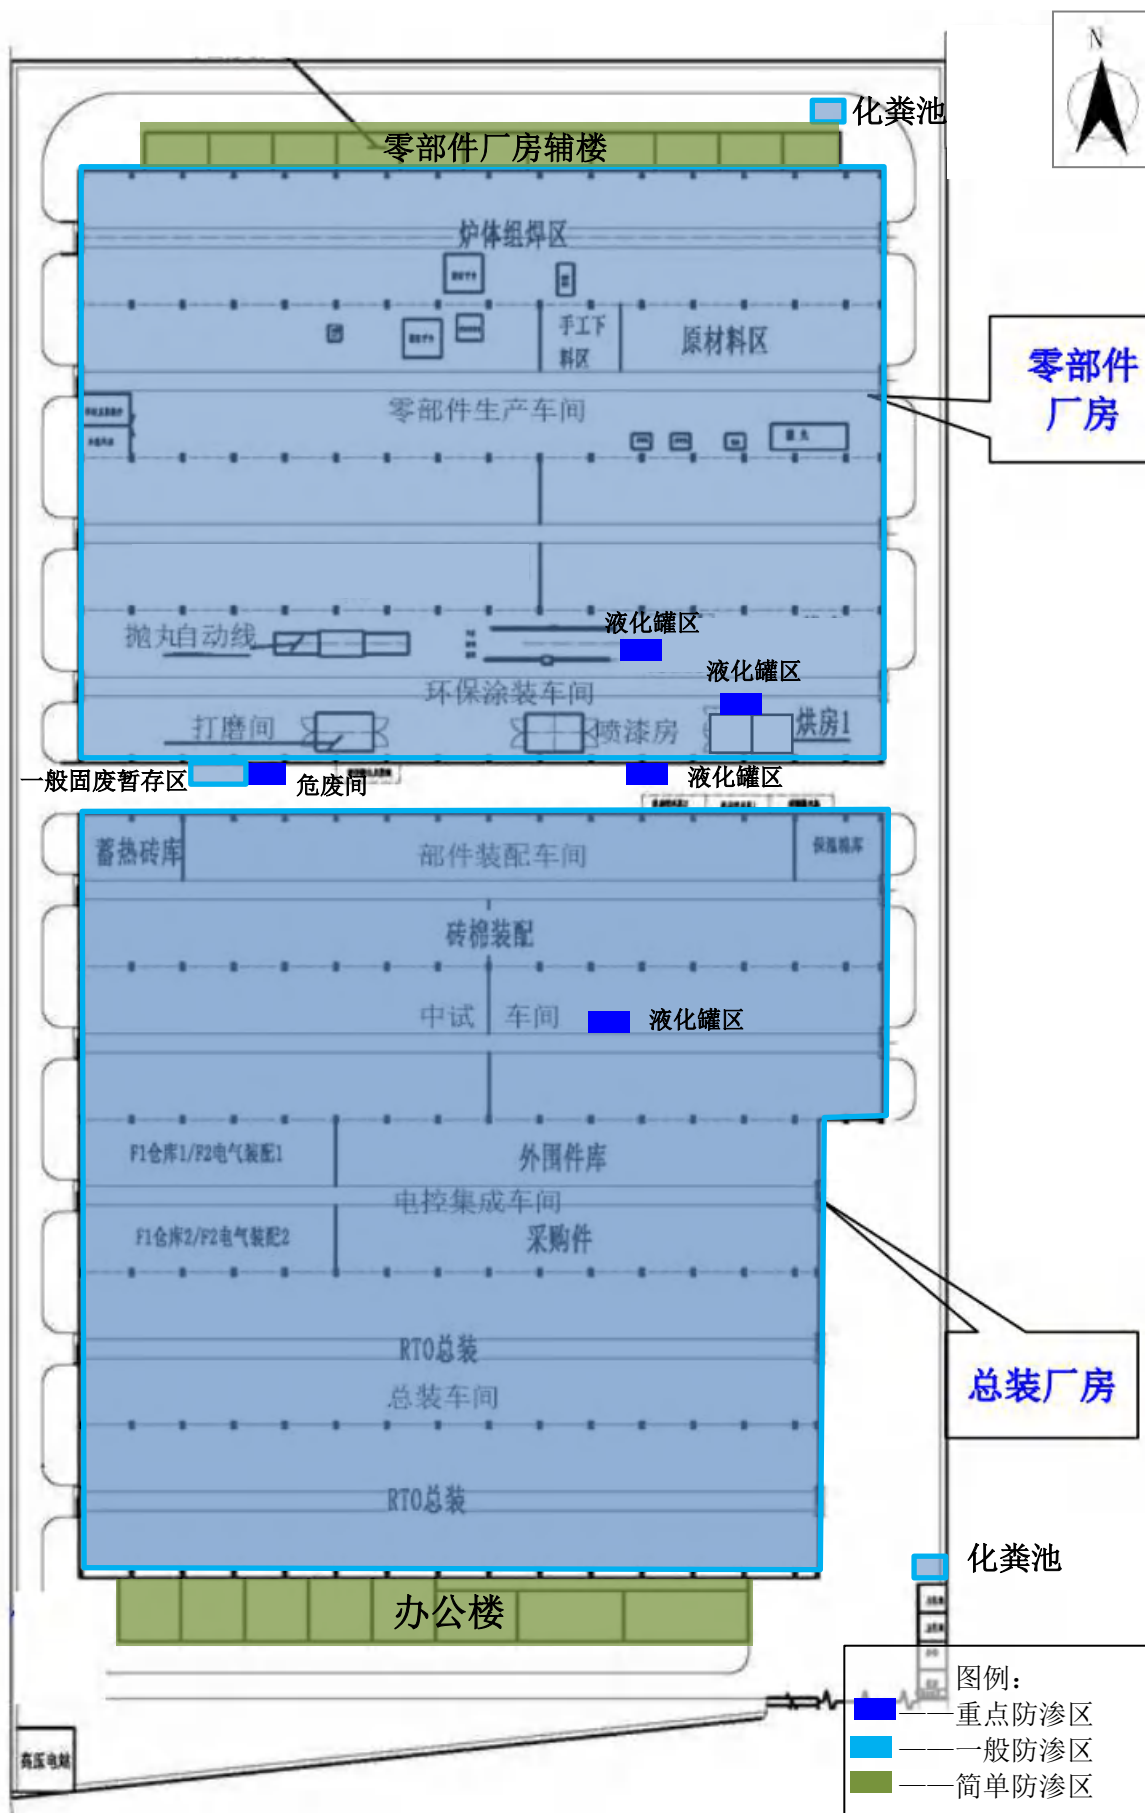 N
化粪池
零部件厂房辅楼
炉体组焊区
手工下
料区
原材料区
零部件
厂房
零部件生产车间
抛丸自动线
液化罐区
液化罐区
环保涂装车间
打磨间
喷漆房
烘房1
一般固废暂存区
危废间
液化罐区
蓄热砖库
部件装配车间
保温棉库
砖棉装配
中试 车间
液化罐区
F1仓库1/F2电气装配1
外围件库
电控集成车间
F1仓库2/F2电气装配2
采购件
RTO总装
总装车间
总装厂房
RTO总装
化粪池
办公楼
图例：
——重点防渗区
——一般防渗区
——简单防渗区
高压电站